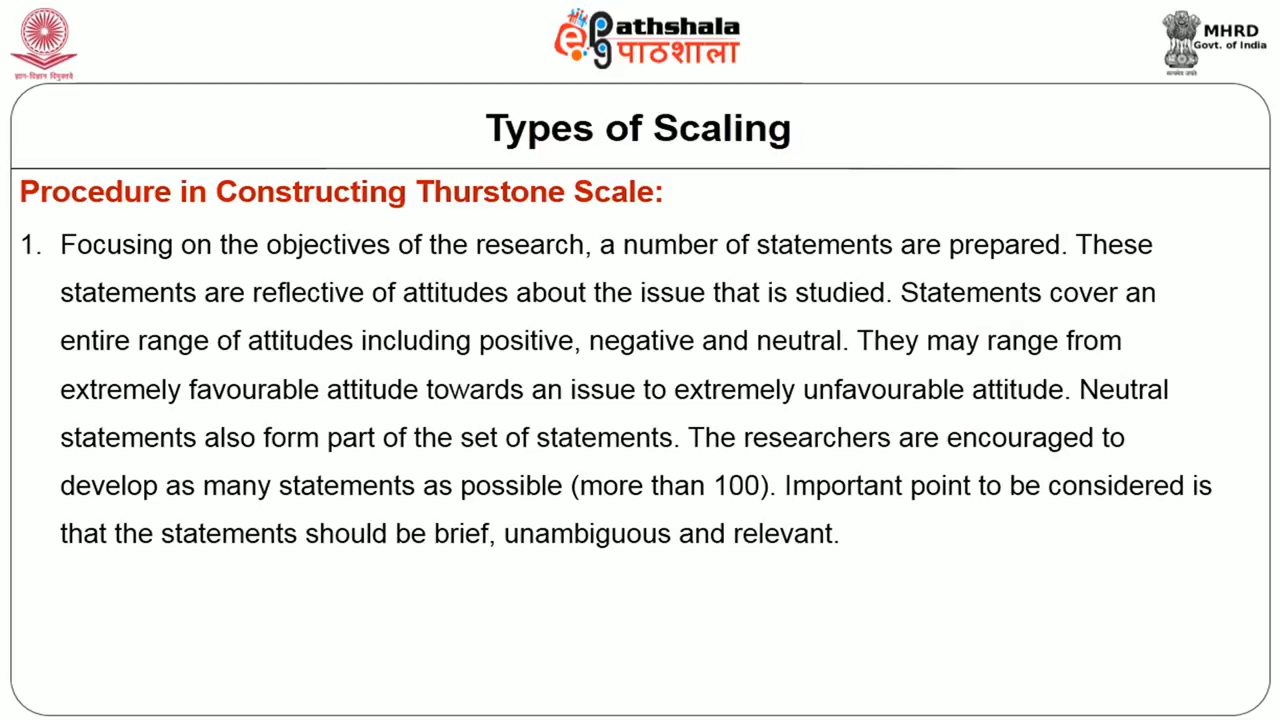 ज्ञान-विज्ञान विमुक्तये
ePathshala
पाठशाला
MHRD
Govt. of India
सत्यमेव जयते
Types of Scaling
Procedure in Constructing Thurstone Scale:
1. Focusing on the objectives of the research, a number of statements are prepared. These
statements are reflective of attitudes about the issue that is studied. Statements cover an
entire range of attitudes including positive, negative and neutral. They may range from
extremely favourable attitude towards an issue to extremely unfavourable attitude. Neutral
statements also form part of the set of statements. The researchers are encouraged to
develop as many statements as possible (more than 100). Important point to be considered is
that the statements should be brief, unambiguous and relevant.